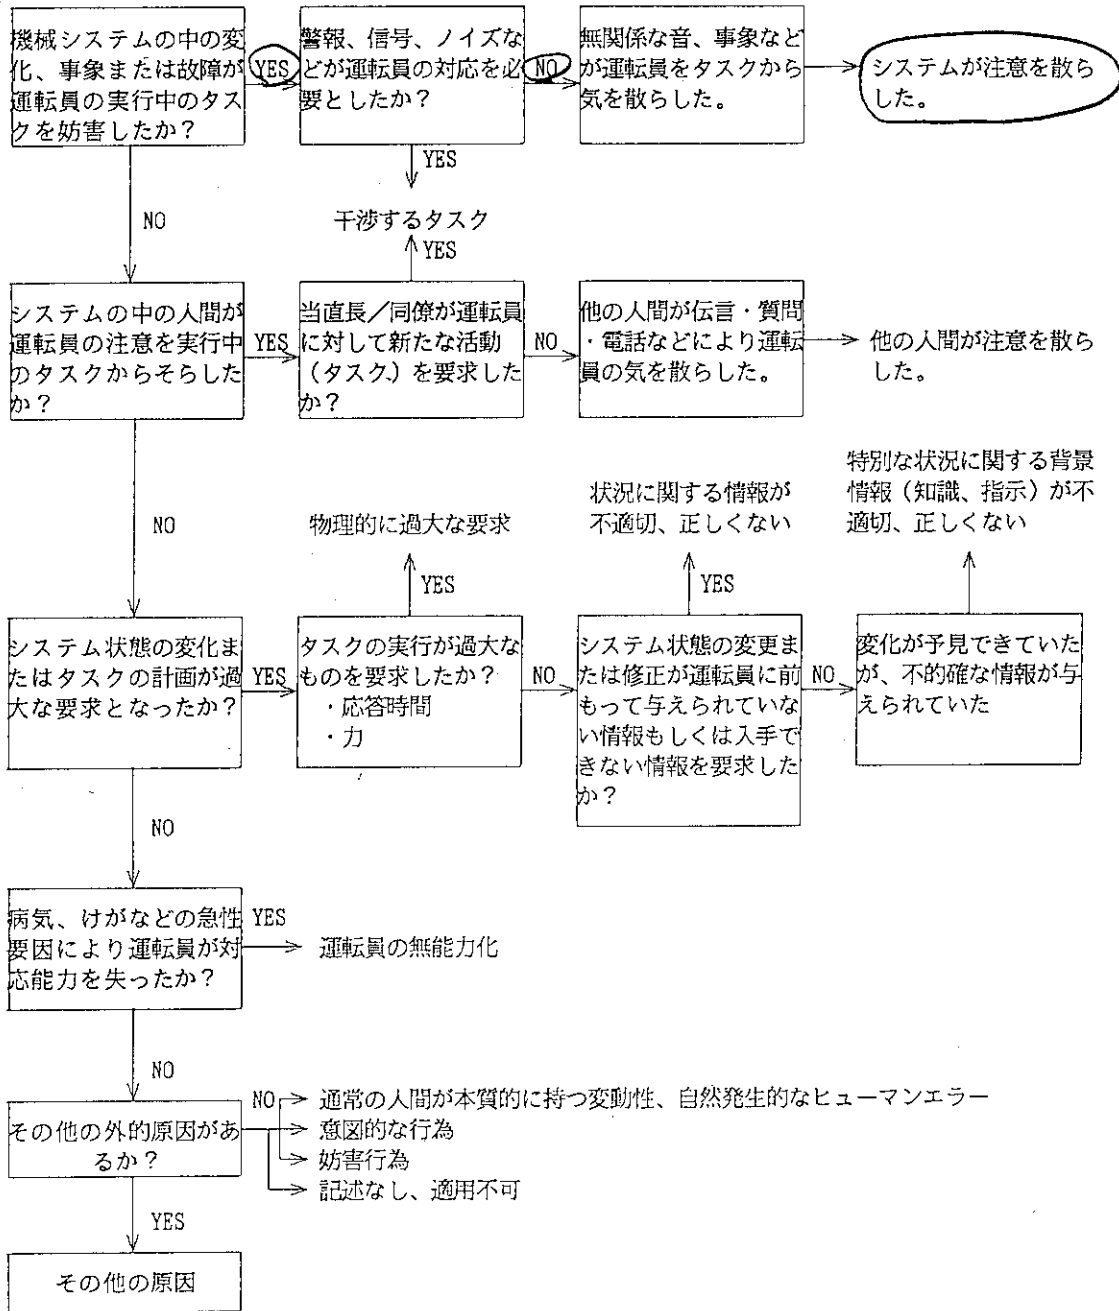 機械システムの中の変
化、事象または故障が
運転員の実行中のタス
クを妨害したか？
YES
警報、信号、ノイズな
どが運転員の対応を必
要としたか？
NO
無関係な音、事象など
が運転員をタスクから
気を散らした。
システムが注意を散ら
した。
YES
NO
干渉するタスク
YES
システムの中の人間が
運転員の注意を実行中
のタスクからそらした
か？
YES
当直長／同僚が運転員
に対して新たな活動
（タスク）を要求した
か？
NO
他の人間が伝言・質問
・電話などにより運転
員の気を散らした。
他の人間が注意を散ら
した。
NO
物理的に過大な要求
状況に関する情報が
不適切、正しくない
特別な状況に関する背景
情報（知識、指示）が不
適切、正しくない
YES
YES
システム状態の変化ま
たはタスクの計画が過
大な要求となったか？
YES
タスクの実行が過大な
ものを要求したか？
・応答時間
・力
NO
システム状態の変更ま
たは修正が運転員に前
もって与えられていな
い情報もしくは入手で
きない情報を要求した
か？
NO
変化が予見できていた
が、不的確な情報が与
えられていた
NO
病気、けがなどの急性
要因により運転員が対
応能力を失ったか？
YES
運転員の無能力化
NO
その他の外的原因があ
るか？
NO
通常の人間が本質的に持つ変動性、自然発生的なヒューマンエラー
意図的な行為
妨害行為
記述なし、適用不可
YES
その他の原因